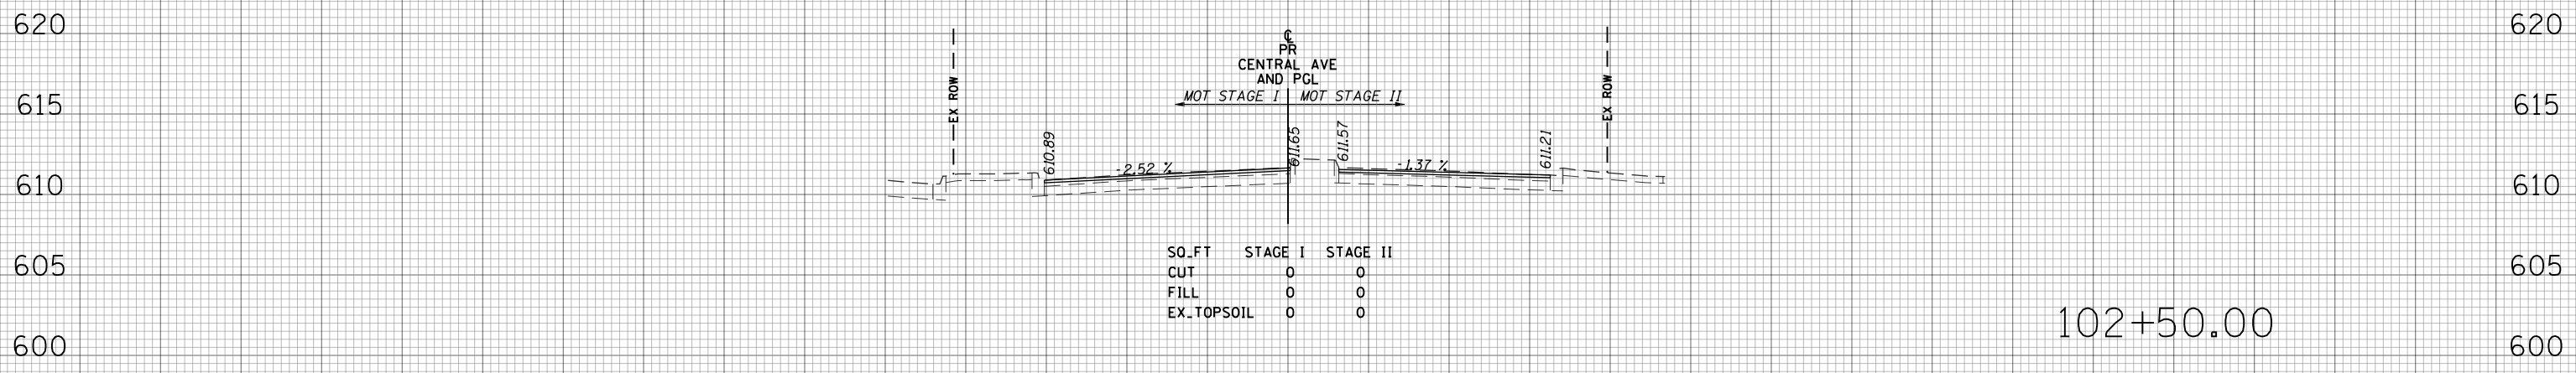 620 620
℄
PR
CENTRAL AVE
AND PGL
MOT STAGE I MOT STAGE II
EX ROW EX ROW
615 615
610.89 611.65 611.57 611.21
-2.52 % -1.37 %
610 610
SQ_FT STAGE I STAGE II
CUT 0 0
605 605
FILL 0 0
EX_TOPSOIL 0 0
102+50.00
600 600